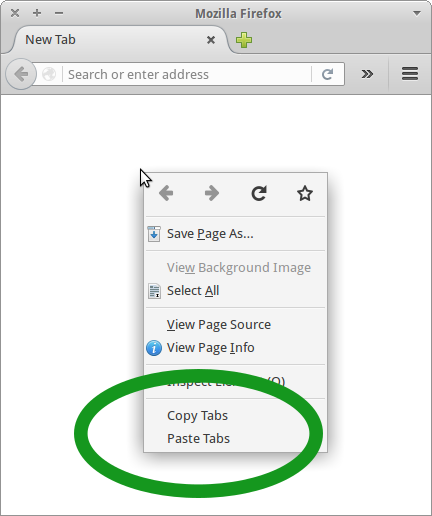 Mozilla Firefox
New Tab
Search or enter address
Save Page As...
View Background Image
Select All
View Page Source
View Page Info
Inspect Element (Q)
Copy Tabs
Paste Tabs